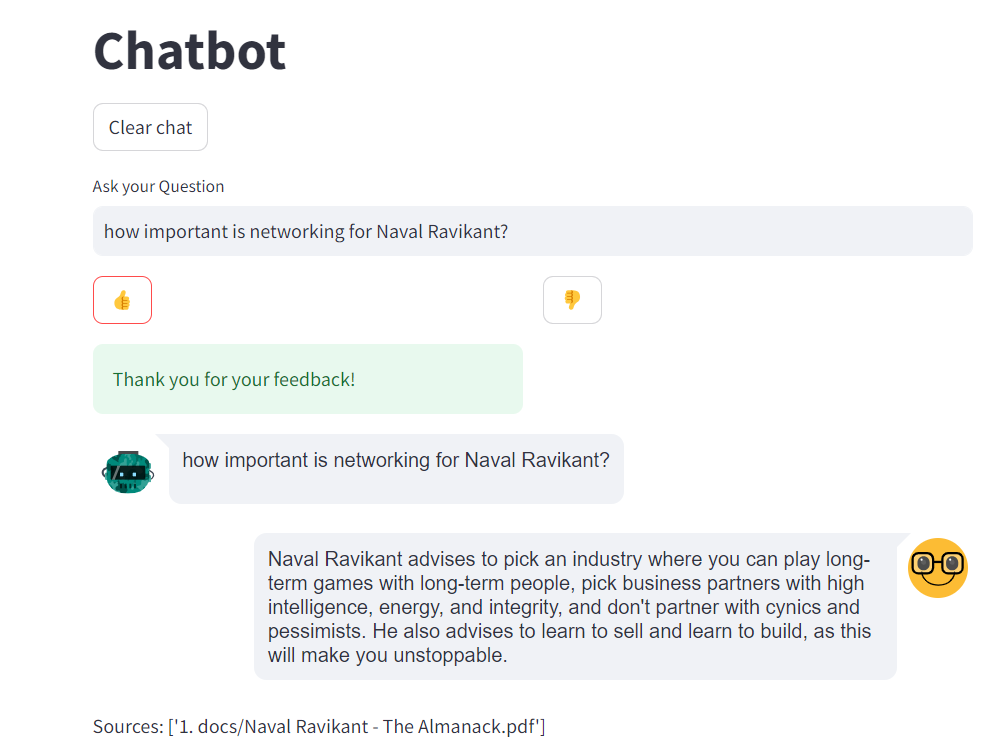 Chatbot
Clear chat
Ask your Question
how important is networking for Naval Ravikant?
Thank you for your feedback!
how important is networking for Naval Ravikant?
Naval Ravikant advises to pick an industry where you can play long-
term games with long-term people, pick business partners with high
intelligence, energy, and integrity, and don't partner with cynics and
pessimists. He also advises to learn to sell and learn to build, as this
will make you unstoppable.
Sources: ['1. docs/Naval Ravikant - The Almanack.pdf']